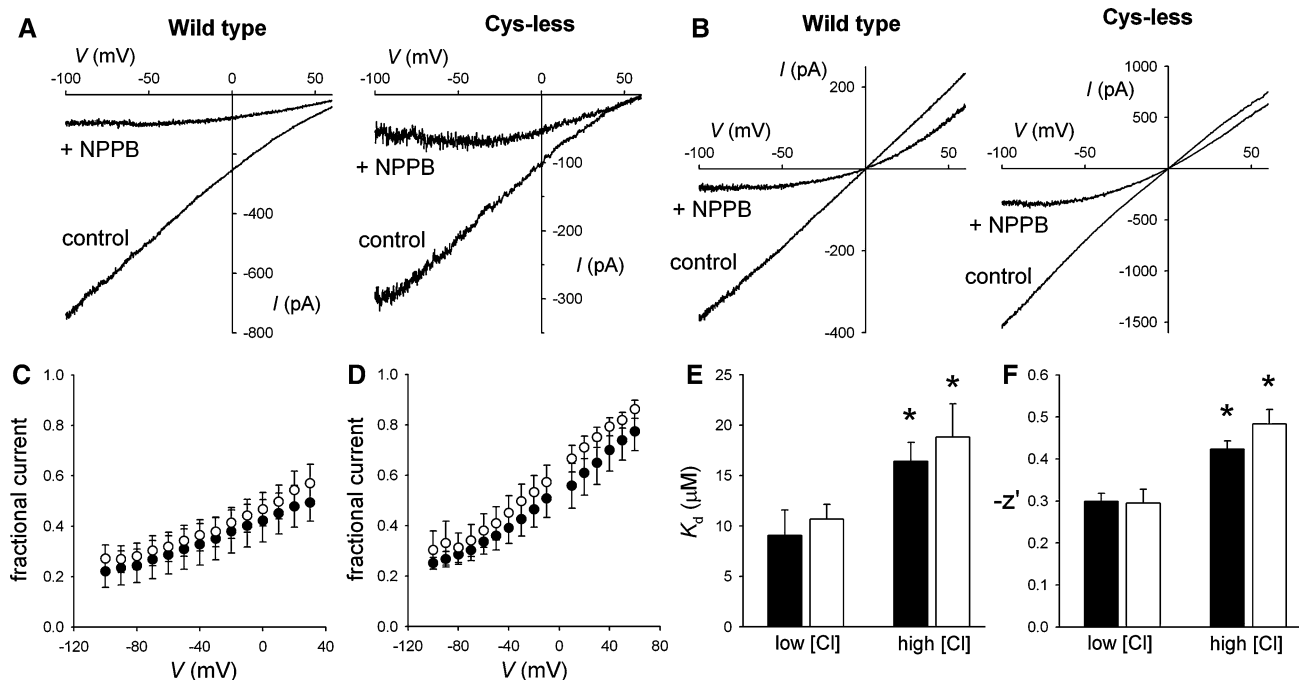 A
Wild type
V (mV)
-100
-50
0
50
+ NPPB
control
-400
-600
-800
I (pA)
Cys-less
V (mV)
-100
-50
0
50
+ NPPB
control
-100
-200
-300
I (pA)
B
Wild type
I (pA)
200
V (mV)
-100
-50
50
+ NPPB
control
-200
-400
Cys-less
1000
I (pA)
500
V (mV)
-100
-50
50
+ NPPB
control
-500
-1000
-1500
C
fractional current
1.0
0.8
0.6
0.4
0.2
0.0
-120
-80
-40
0
40
V (mV)
D
fractional current
1.0
0.8
0.6
0.4
0.2
0.0
-120
-80
-40
0
40
80
V (mV)
E
Kd (µM)
25
20
15
10
5
0
* *
low [Cl]
high [Cl]
F
-z'
0.6
0.5
0.4
0.3
0.2
0.1
0.0
* *
low [Cl]
high [Cl]